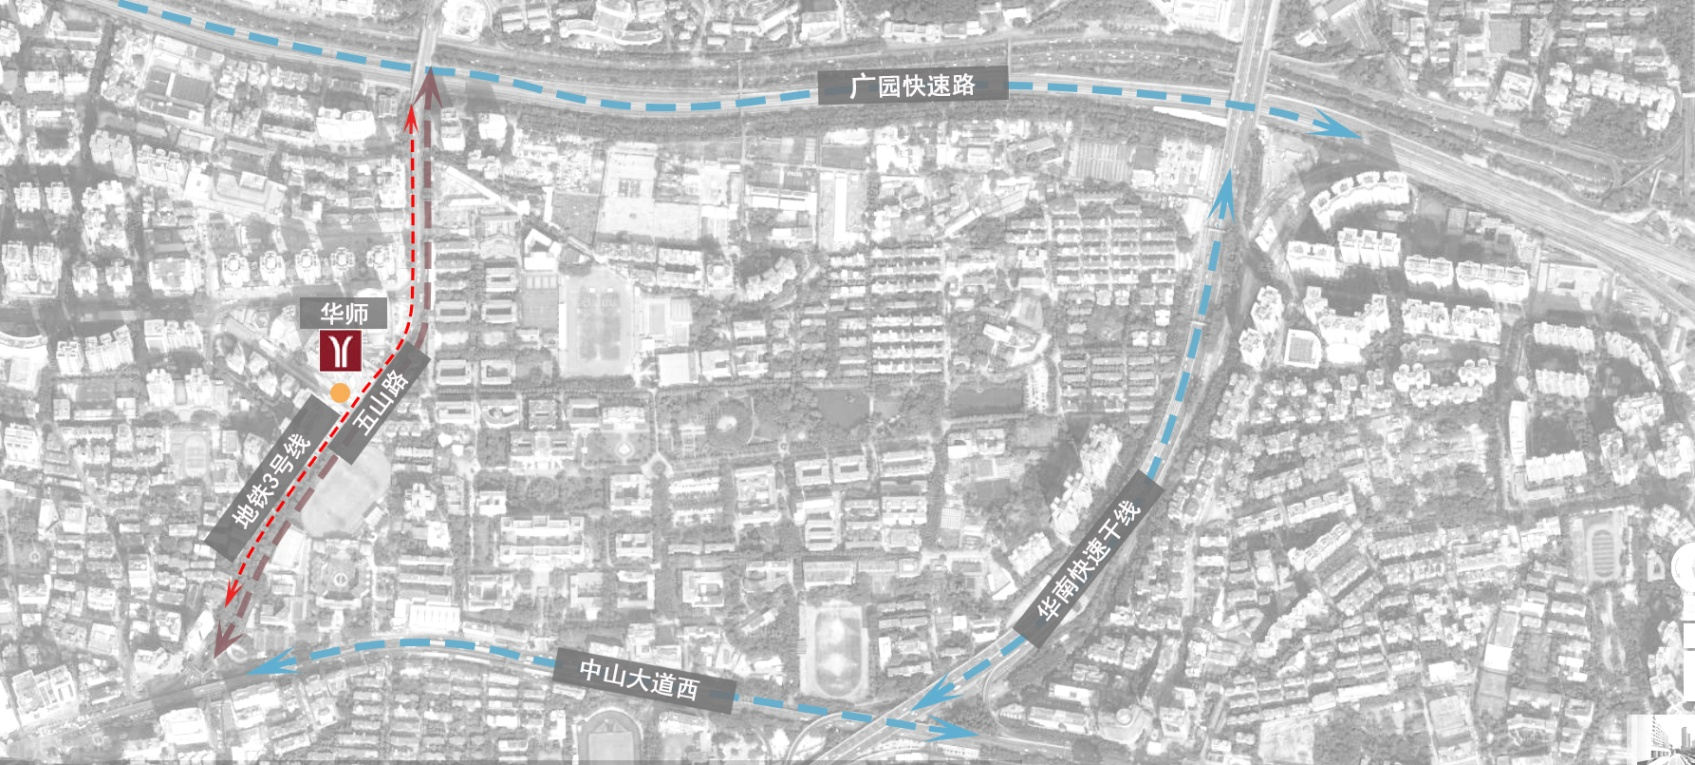 广园快速路
华师
五山路
地铁3号线
华南快速干线
中山大道西